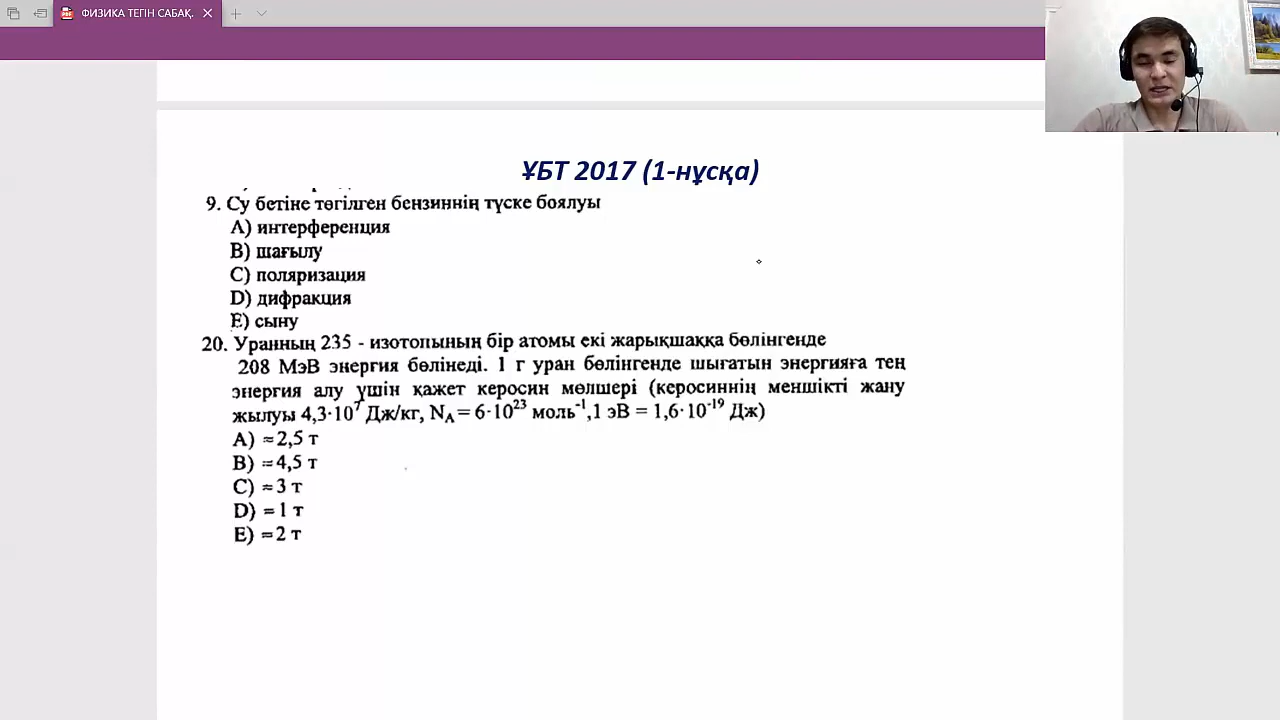 ФИЗИКА ТЕГІН САБАҚ.
ҰБТ 2017 (1-нұсқа)
9. Су бетіне төгілген бензиннің түске боялуы
A) интерференция
B) шағылу
C) поляризация
D) дифракция
E) сыну
20. Уранның 235 - изотопының бір атомы екі жарықшаққа бөлінгенде
208 МэВ энергия бөлінеді. 1 г уран бөлінгенде шығатын энергияға тең
энергия алу үшін қажет керосин мөлшері (керосиннің меншікті жану
жылуы 4,3·10⁷ Дж/кг, N_A = 6·10²³ моль⁻¹,1 эВ = 1,6·10⁻¹⁹ Дж)
A) ≈2,5 т
B) ≈4,5 т
C) ≈3 т
D) ≈1 т
E) ≈2 т